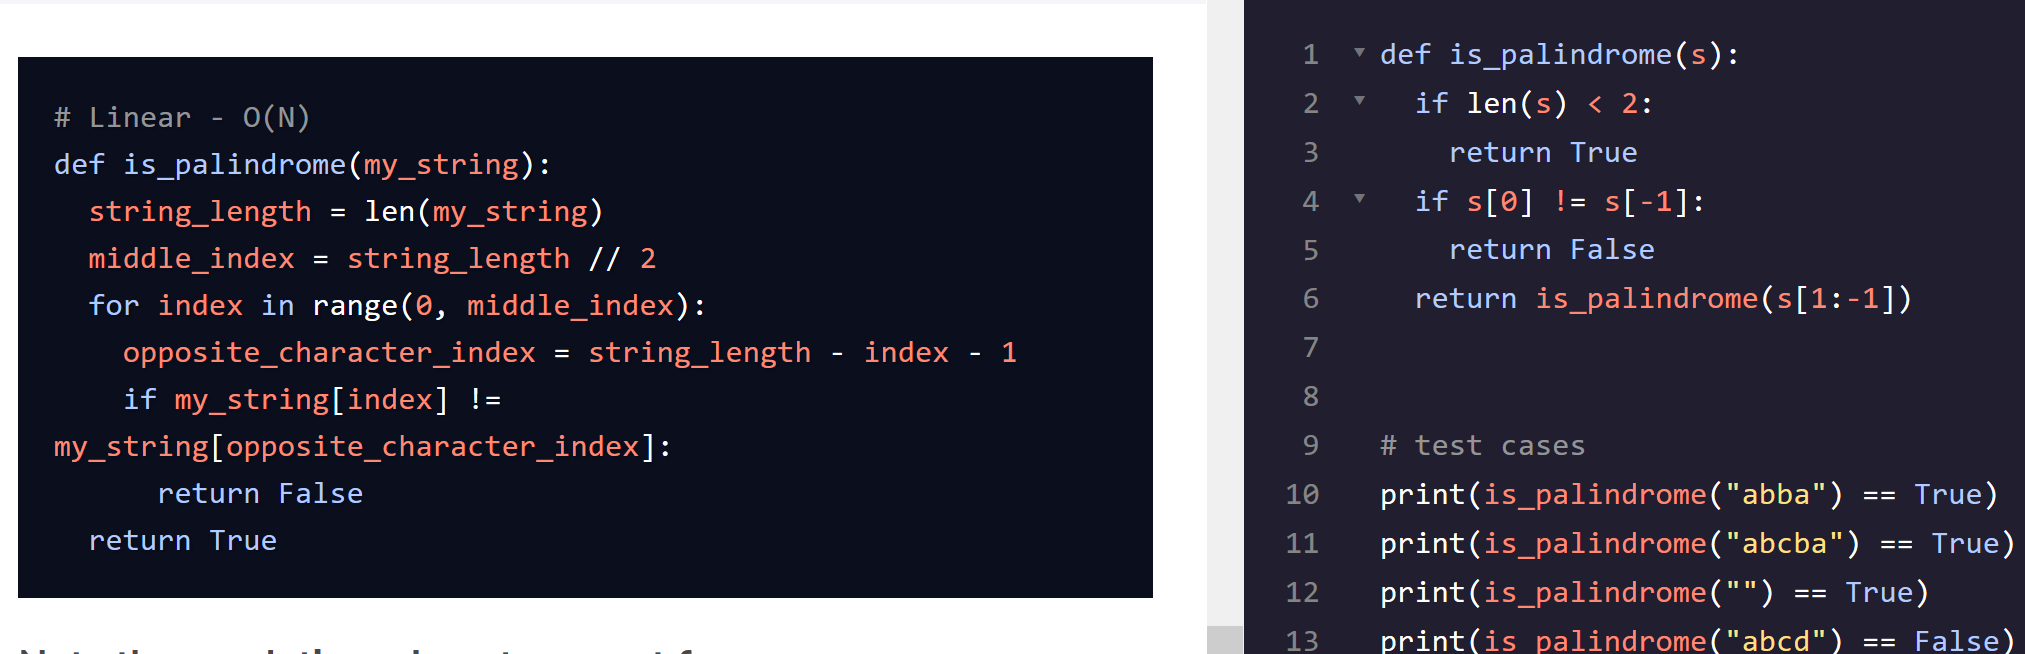 # Linear - O(N)
def is_palindrome(my_string):
  string_length = len(my_string)
  middle_index = string_length // 2
  for index in range(0, middle_index):
    opposite_character_index = string_length - index - 1
    if my_string[index] !=
my_string[opposite_character_index]:
      return False
  return True
1 def is_palindrome(s):
2   if len(s) < 2:
3     return True
4   if s[0] != s[-1]:
5     return False
6   return is_palindrome(s[1:-1])
7
8
9 # test cases
10 print(is_palindrome("abba") == True)
11 print(is_palindrome("abcba") == True)
12 print(is_palindrome("") == True)
13 print(is_palindrome("abcd") == False)